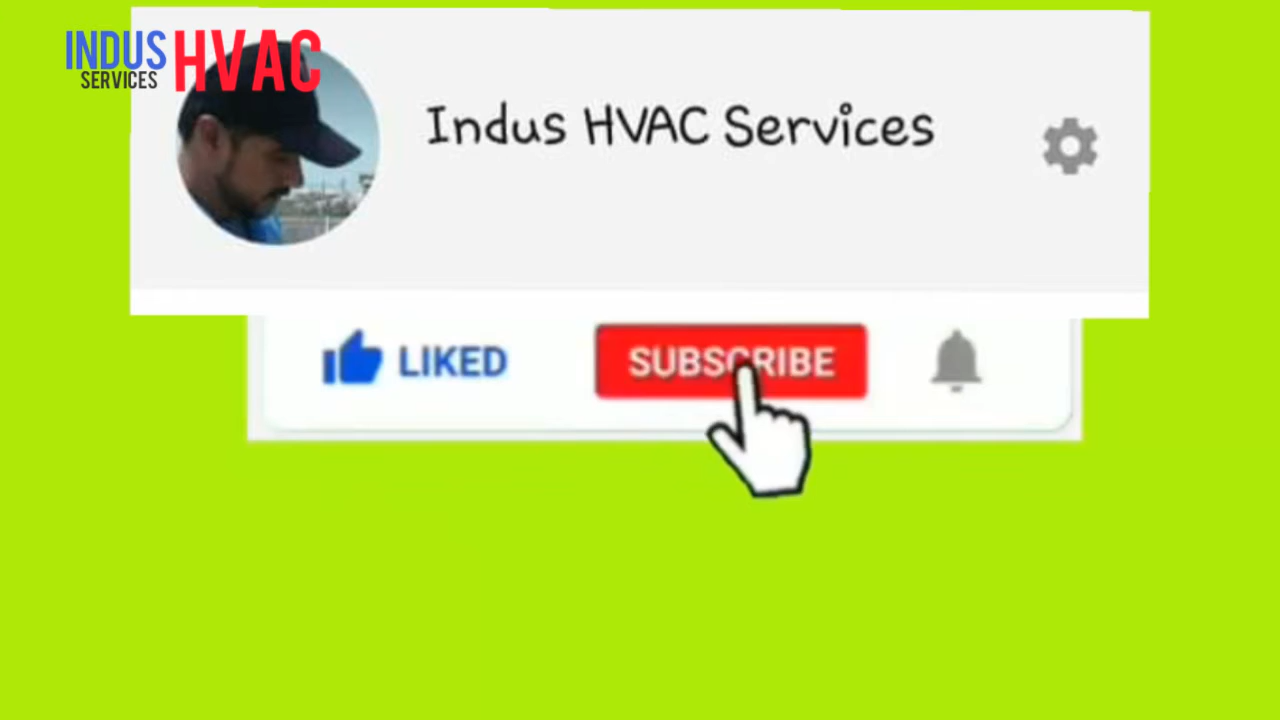 INDUS HVAC
SERVICES
Indus HVAC Services
LIKED
SUBSCRIBE